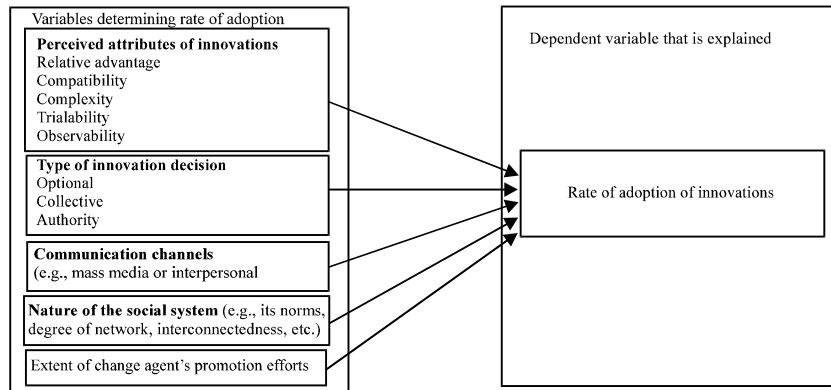 Variables determining rate of adoption
Perceived attributes of innovations
Relative advantage
Compatibility
Complexity
Trialability
Observability
Type of innovation decision
Optional
Collective
Authority
Communication channels
(e.g., mass media or interpersonal
Nature of the social system (e.g., its norms,
degree of network, interconnectedness, etc.)
Extent of change agent's promotion efforts
Dependent variable that is explained
Rate of adoption of innovations